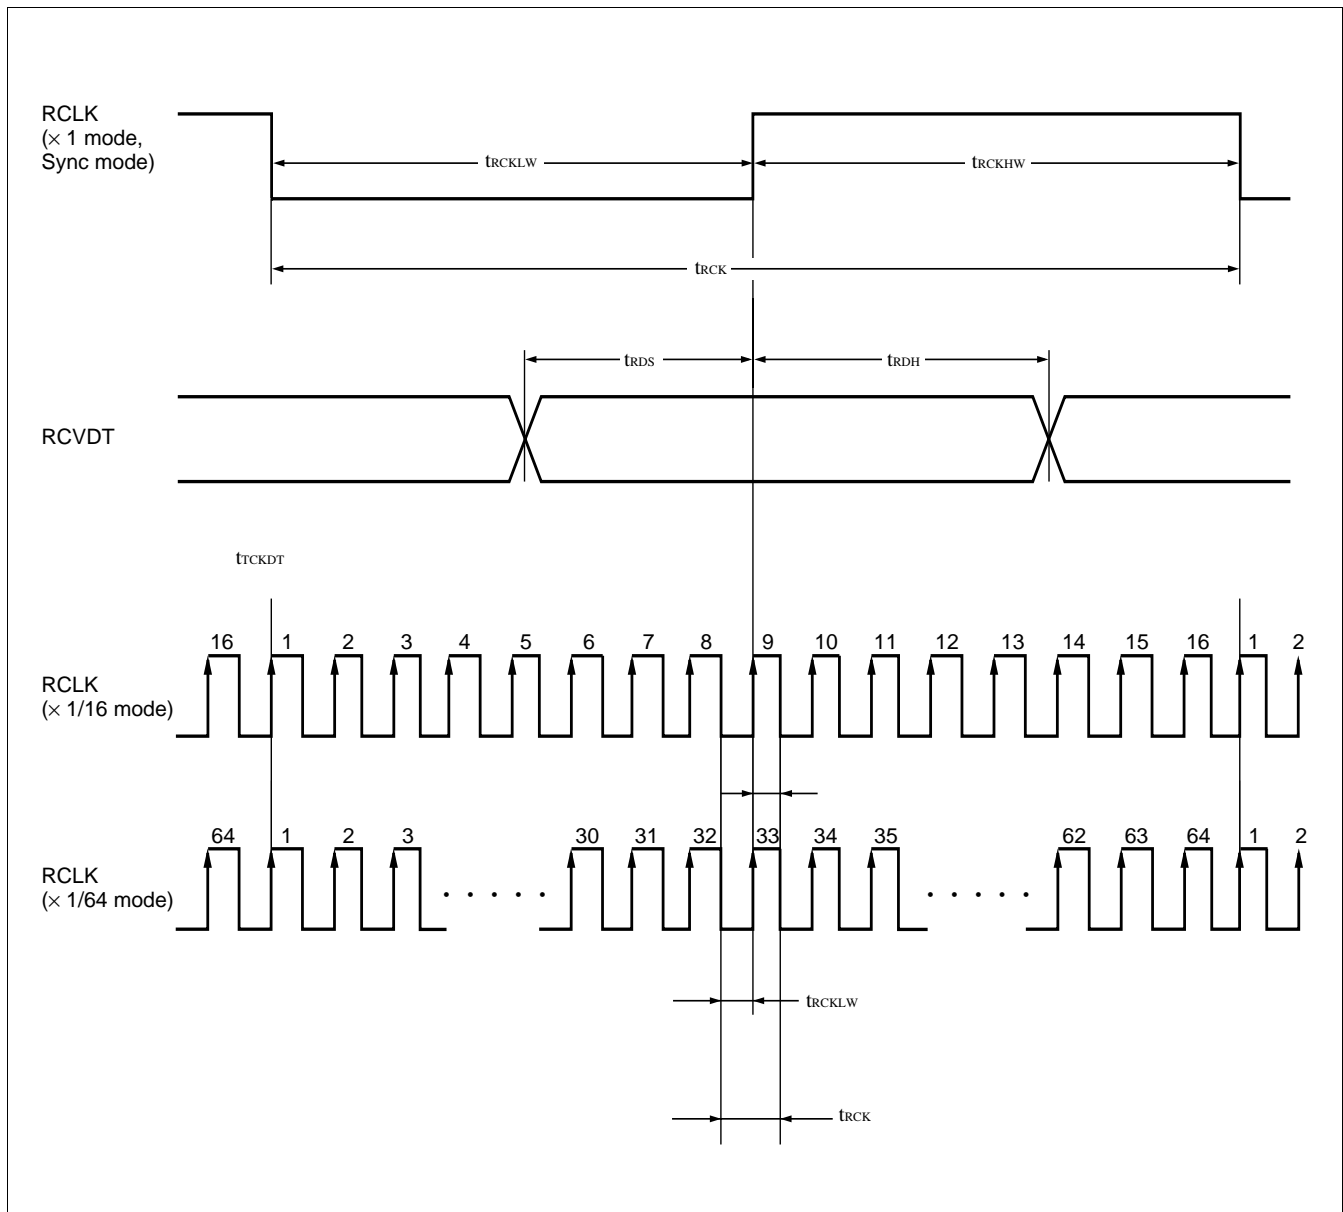 RCLK
(× 1 mode,
Sync mode)
tRCKLW
tRCKHW
tRCK
tRDS
tRDH
RCVDT
tTCKDT
16 1 2 3 4 5 6 7 8 9 10 11 12 13 14 15 16 1 2
RCLK
(× 1/16 mode)
64 1 2 3 30 31 32 33 34 35 62 63 64 1 2
RCLK
(× 1/64 mode)
. . . . . . . . . .
tRCKLW
tRCK